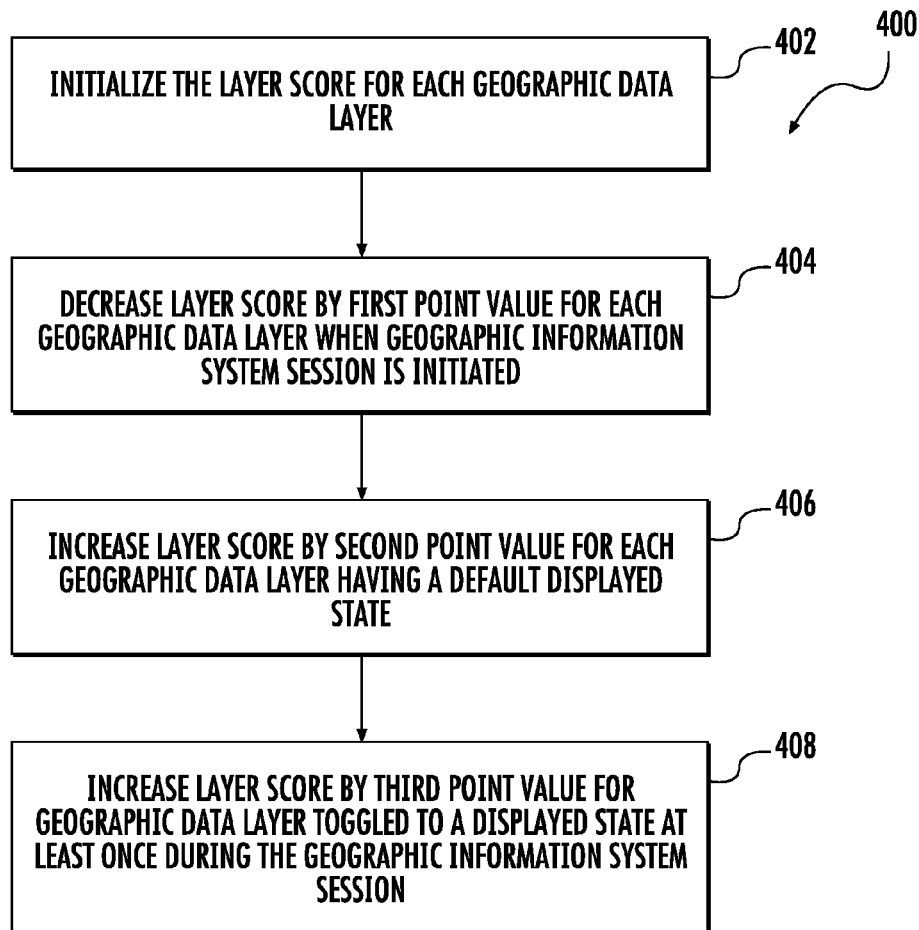 400
402
INITIALIZE THE LAYER SCORE FOR EACH GEOGRAPHIC DATA
LAYER
404
DECREASE LAYER SCORE BY FIRST POINT VALUE FOR EACH
GEOGRAPHIC DATA LAYER WHEN GEOGRAPHIC INFORMATION
SYSTEM SESSION IS INITIATED
406
INCREASE LAYER SCORE BY SECOND POINT VALUE FOR EACH
GEOGRAPHIC DATA LAYER HAVING A DEFAULT DISPLAYED
STATE
408
INCREASE LAYER SCORE BY THIRD POINT VALUE FOR
GEOGRAPHIC DATA LAYER TOGGLED TO A DISPLAYED STATE AT
LEAST ONCE DURING THE GEOGRAPHIC INFORMATION SYSTEM
SESSION